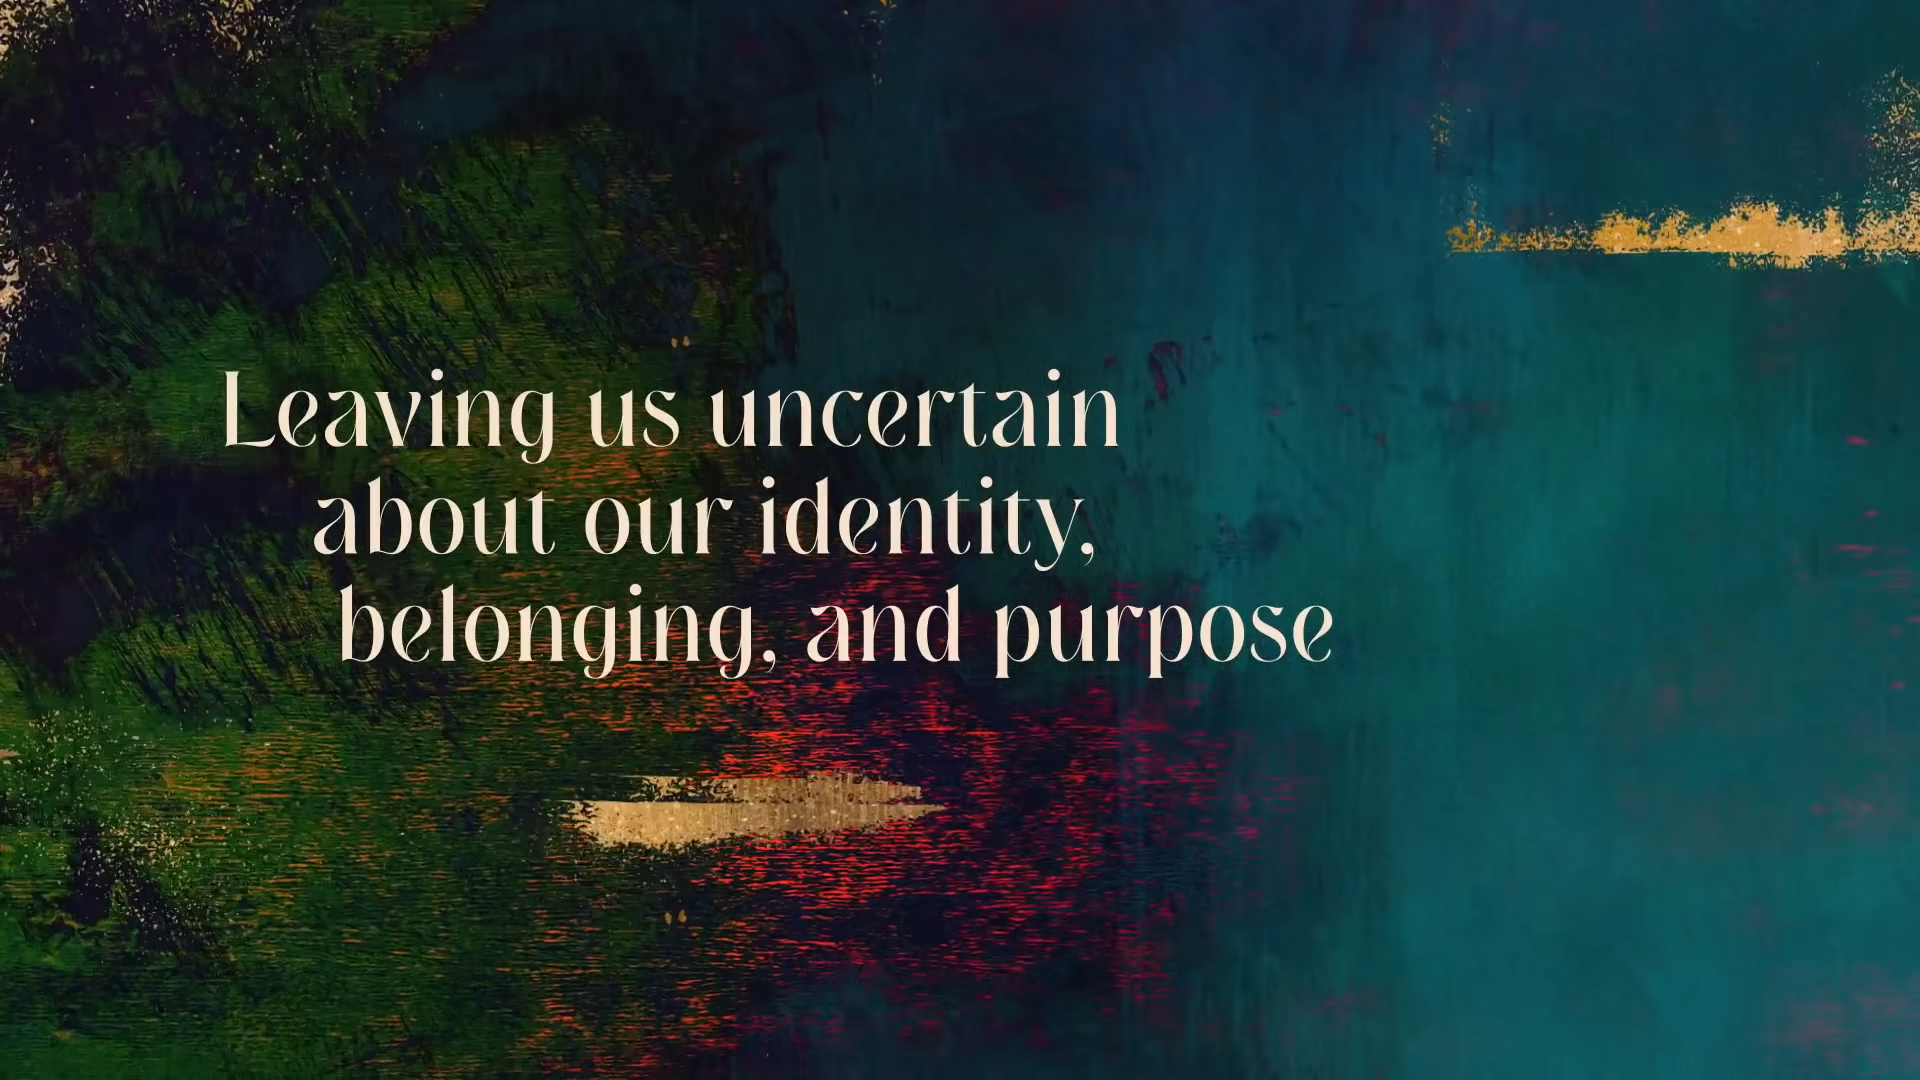 Leaving us uncertain
about our identity,
belonging, and purpose